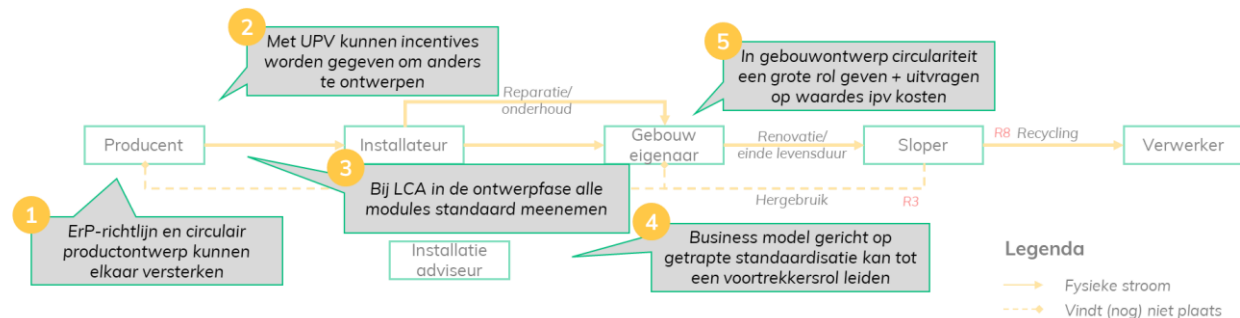 2
Met UPV kunnen incentives
worden gegeven om anders
te ontwerpen
5
In gebouwontwerp circulariteit
een grote rol geven + uitvragen
op waardes ipv kosten
Reparatie/
onderhoud
Producent
Installateur
Gebouw
eigenaar
Renovatie/
einde levensduur
Sloper
R8 Recycling
Verwerker
3
Bij LCA in de ontwerpfase alle
modules standaard meenemen
Hergebruik
R3
1
ErP-richtlijn en circulair
productontwerp kunnen
elkaar versterken
Installatie
adviseur
4
Business model gericht op
getrapte standaardisatie kan tot
een voortrekkersrol leiden
Legenda
Fysieke stroom
Vindt (nog) niet plaats